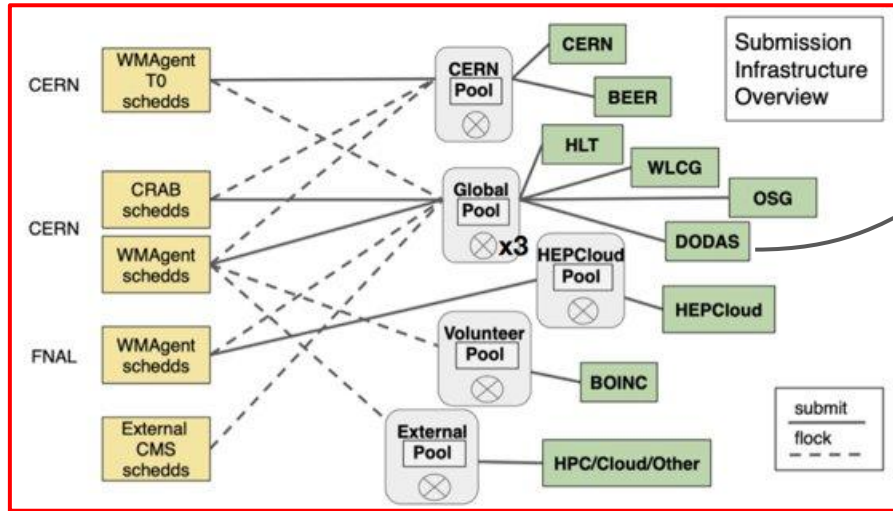 CERN
WMAgent
T0
schedds
CERN
CRAB
schedds
WMAgent
schedds
FNAL
WMAgent
schedds
External
CMS
schedds
CERN
Pool
Global
Pool
x3
HEPCloud
Pool
Volunteer
Pool
External
Pool
CERN
BEER
HLT
WLCG
OSG
DODAS
HEPCloud
BOINC
HPC/Cloud/Other
Submission
Infrastructure
Overview
submit
flock